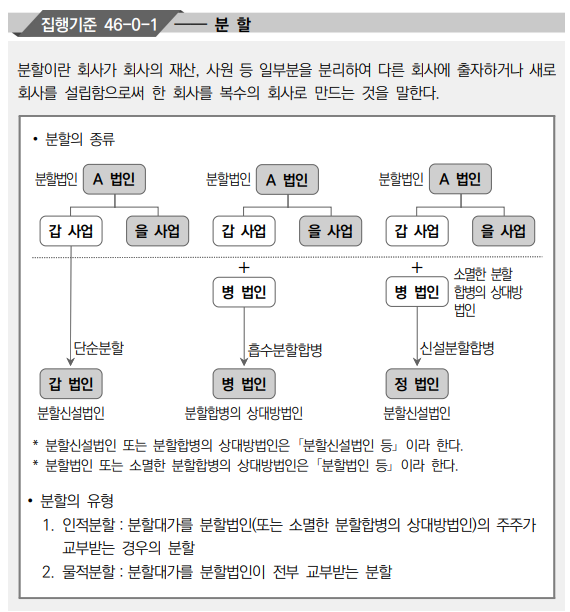 집행기준 46-0-1 분 할
분할이란 회사가 회사의 재산, 사원 등 일부분을 분리하여 다른 회사에 출자하거나 새로
회사를 설립함으로써 한 회사를 복수의 회사로 만드는 것을 말한다.
• 분할의 종류
분할법인 A 법인 분할법인 A 법인 분할법인 A 법인
갑 사업 을 사업 갑 사업 을 사업 갑 사업 을 사업
+ +
병 법인 병 법인
소멸한 분할
합병의 상대방
법인
단순분할 흡수분할합병 신설분할합병
갑 법인 병 법인 정 법인
분할신설법인 분할합병의 상대방법인 분할신설법인
* 분할신설법인 또는 분할합병의 상대방법인은「분할신설법인 등」이라 한다.
* 분할법인 또는 소멸한 분할합병의 상대방법인은「분할법인 등」이라 한다.
• 분할의 유형
1. 인적분할 : 분할대가를 분할법인(또는 소멸한 분할합병의 상대방법인)의 주주가
교부받는 경우의 분할
2. 물적분할 : 분할대가를 분할법인이 전부 교부받는 분할